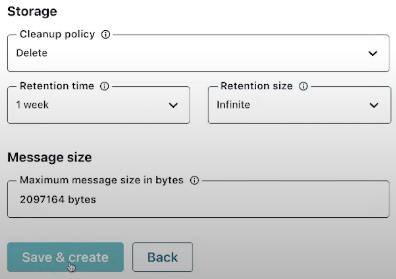 Storage
Cleanup policy
Delete
Retention time
Retention size
1 week
Infinite
Message size
Maximum message size in bytes
2097164 bytes
Save & create
Back